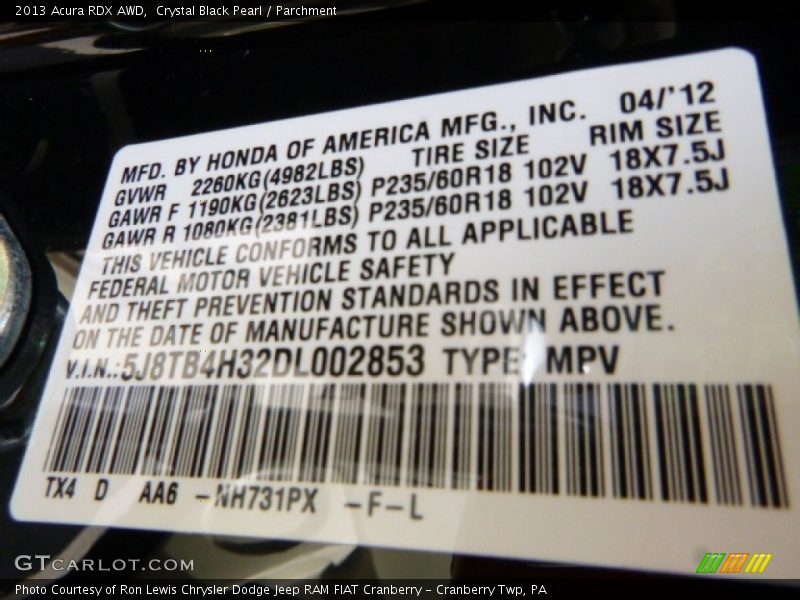 2013 Acura RDX AWD,  Crystal Black Pearl / Parchment
MFD. BY HONDA OF AMERICA MFG., INC. 04/'12
GVWR 2260KG(4982LBS) TIRE SIZE RIM SIZE
GAWR F 1190KG(2623LBS) P235/60R18 102V 18X7.5J
GAWR R 1080KG(2381LBS) P235/60R18 102V 18X7.5J
THIS VEHICLE CONFORMS TO ALL APPLICABLE
FEDERAL MOTOR VEHICLE SAFETY
AND THEFT PREVENTION STANDARDS IN EFFECT
ON THE DATE OF MANUFACTURE SHOWN ABOVE.
V.I.N.:5J8TB4H32DL002853 TYPE: MPV
TX4 D AA6 -NH731PX -F-L
GTCARLOT.COM
Photo Courtesy of Ron Lewis Chrysler Dodge Jeep RAM FIAT Cranberry - Cranberry Twp, PA